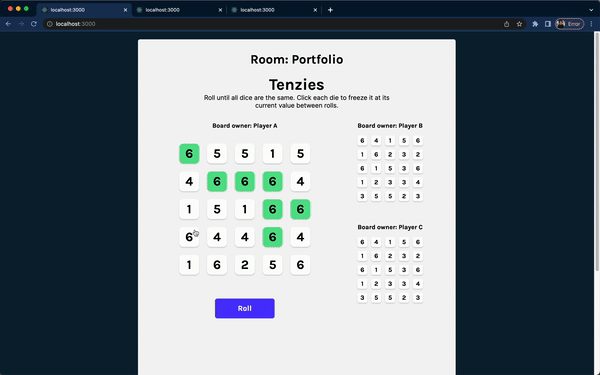 localhost:3000
localhost:3000
localhost:3000
localhost:3000
Error
Room: Portfolio
Tenzies
Roll until all dice are the same. Click each die to freeze it at its
current value between rolls.
Board owner: Player A
6 5 5 1 5
4 6 6 6 4
1 5 1 6 6
6 4 4 6 4
1 6 2 5 6
Roll
Board owner: Player B
6 4 1 5 6
1 6 2 3 2
6 1 5 3 6
1 2 3 3 4
3 5 5 2 3
Board owner: Player C
6 4 1 5 6
1 6 2 3 2
6 1 5 3 6
1 2 3 3 4
3 5 5 2 3